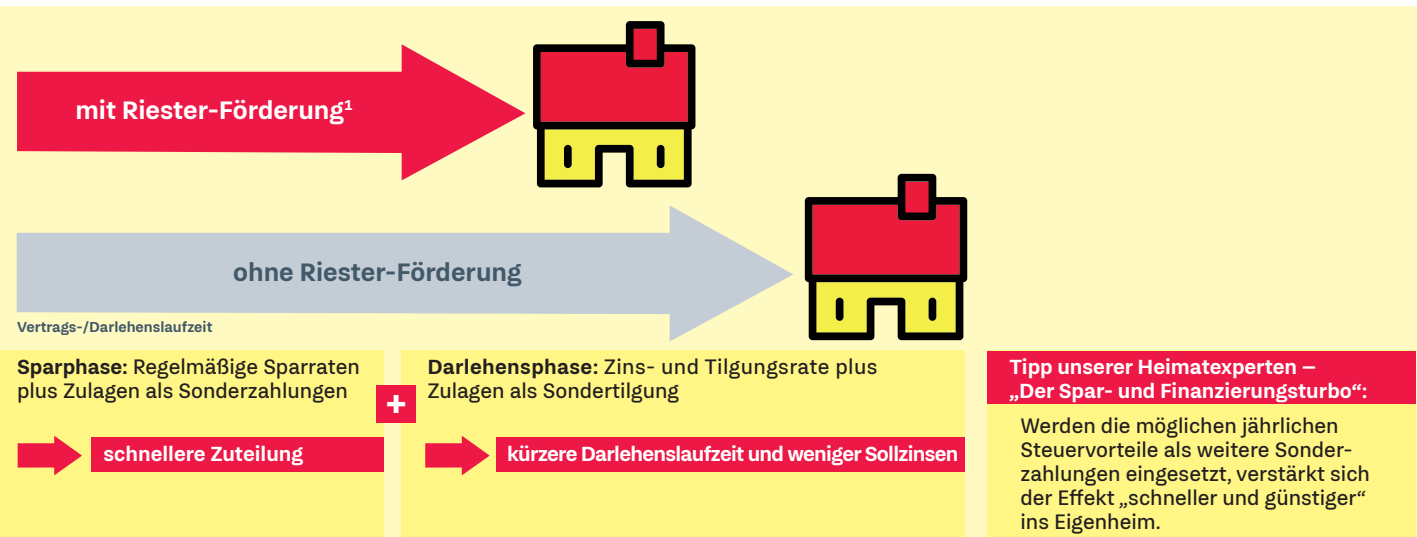 mit Riester-Förderung¹
ohne Riester-Förderung
Vertrags-/Darlehenslaufzeit
Sparphase: Regelmäßige Sparraten
plus Zulagen als Sonderzahlungen
schnellere Zuteilung
+
Darlehensphase: Zins- und Tilgungsrate plus
Zulagen als Sondertilgung
kürzere Darlehenslaufzeit und weniger Sollzinsen
Tipp unserer Heimatexperten –
„Der Spar- und Finanzierungsturbo“:
Werden die möglichen jährlichen
Steuervorteile als weitere Sonder-
zahlungen eingesetzt, verstärkt sich
der Effekt „schneller und günstiger“
ins Eigenheim.